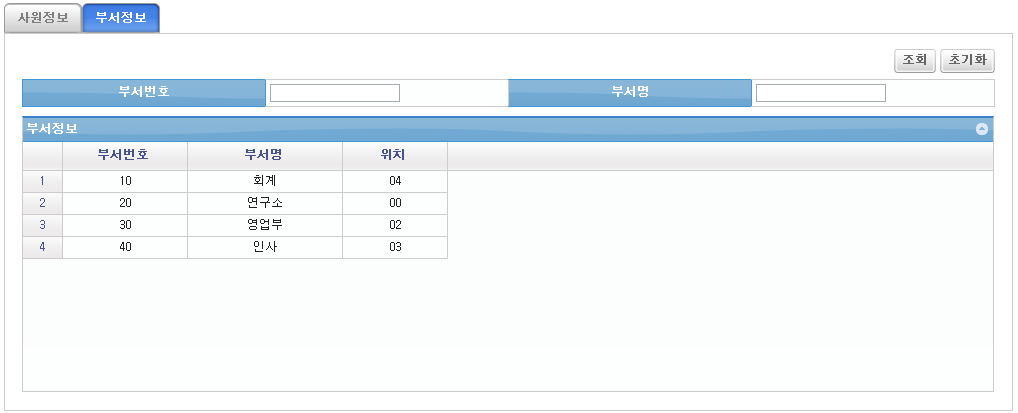 사원정보 부서정보
조회 초기화
부서번호 부서명
부서정보
부서번호 부서명 위치
1 10 회계 04
2 20 연구소 00
3 30 영업부 02
4 40 인사 03